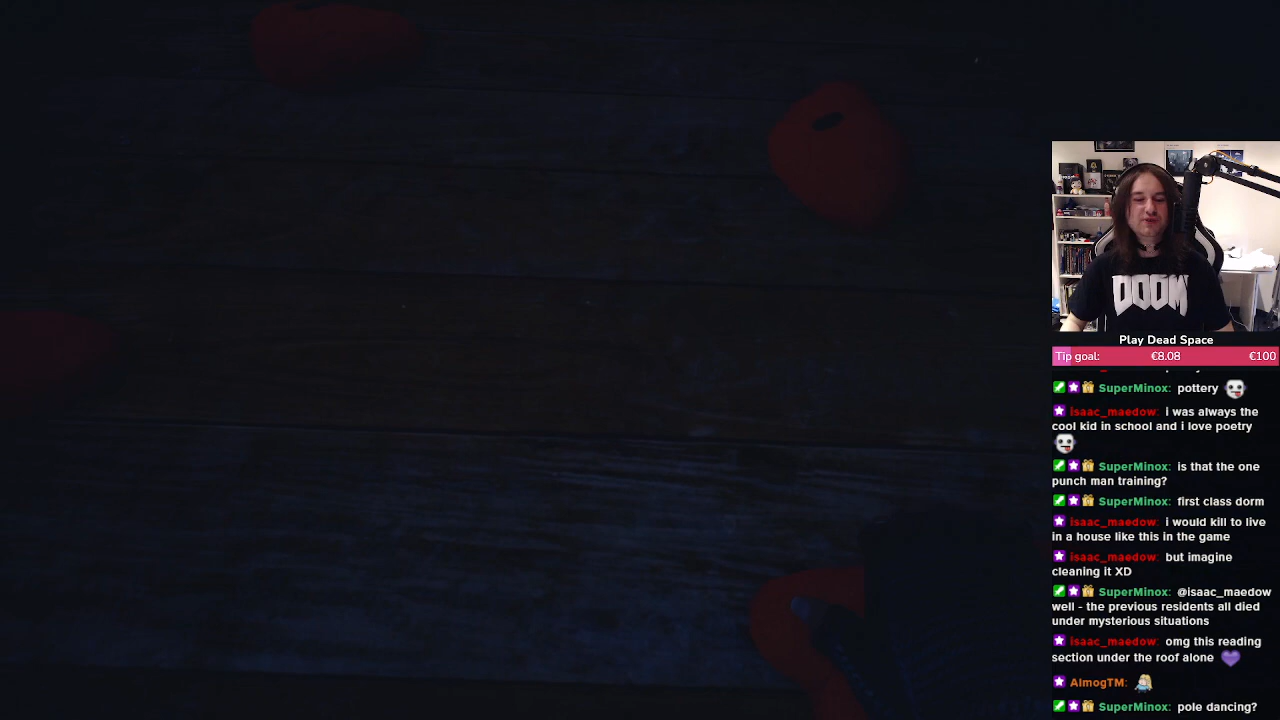 DOOM
Play Dead Space
Tip goal: €8.08 €100
SuperMinox: pottery
isaac_maedow: i was always the
cool kid in school and i love poetry
SuperMinox: is that the one
punch man training?
SuperMinox: first class dorm
isaac_maedow: i would kill to live
in a house like this in the game
isaac_maedow: but imagine
cleaning it XD
SuperMinox: @isaac_maedow
well - the previous residents all died
under mysterious situations
isaac_maedow: omg this reading
section under the roof alone
AlmogTM:
SuperMinox: pole dancing?